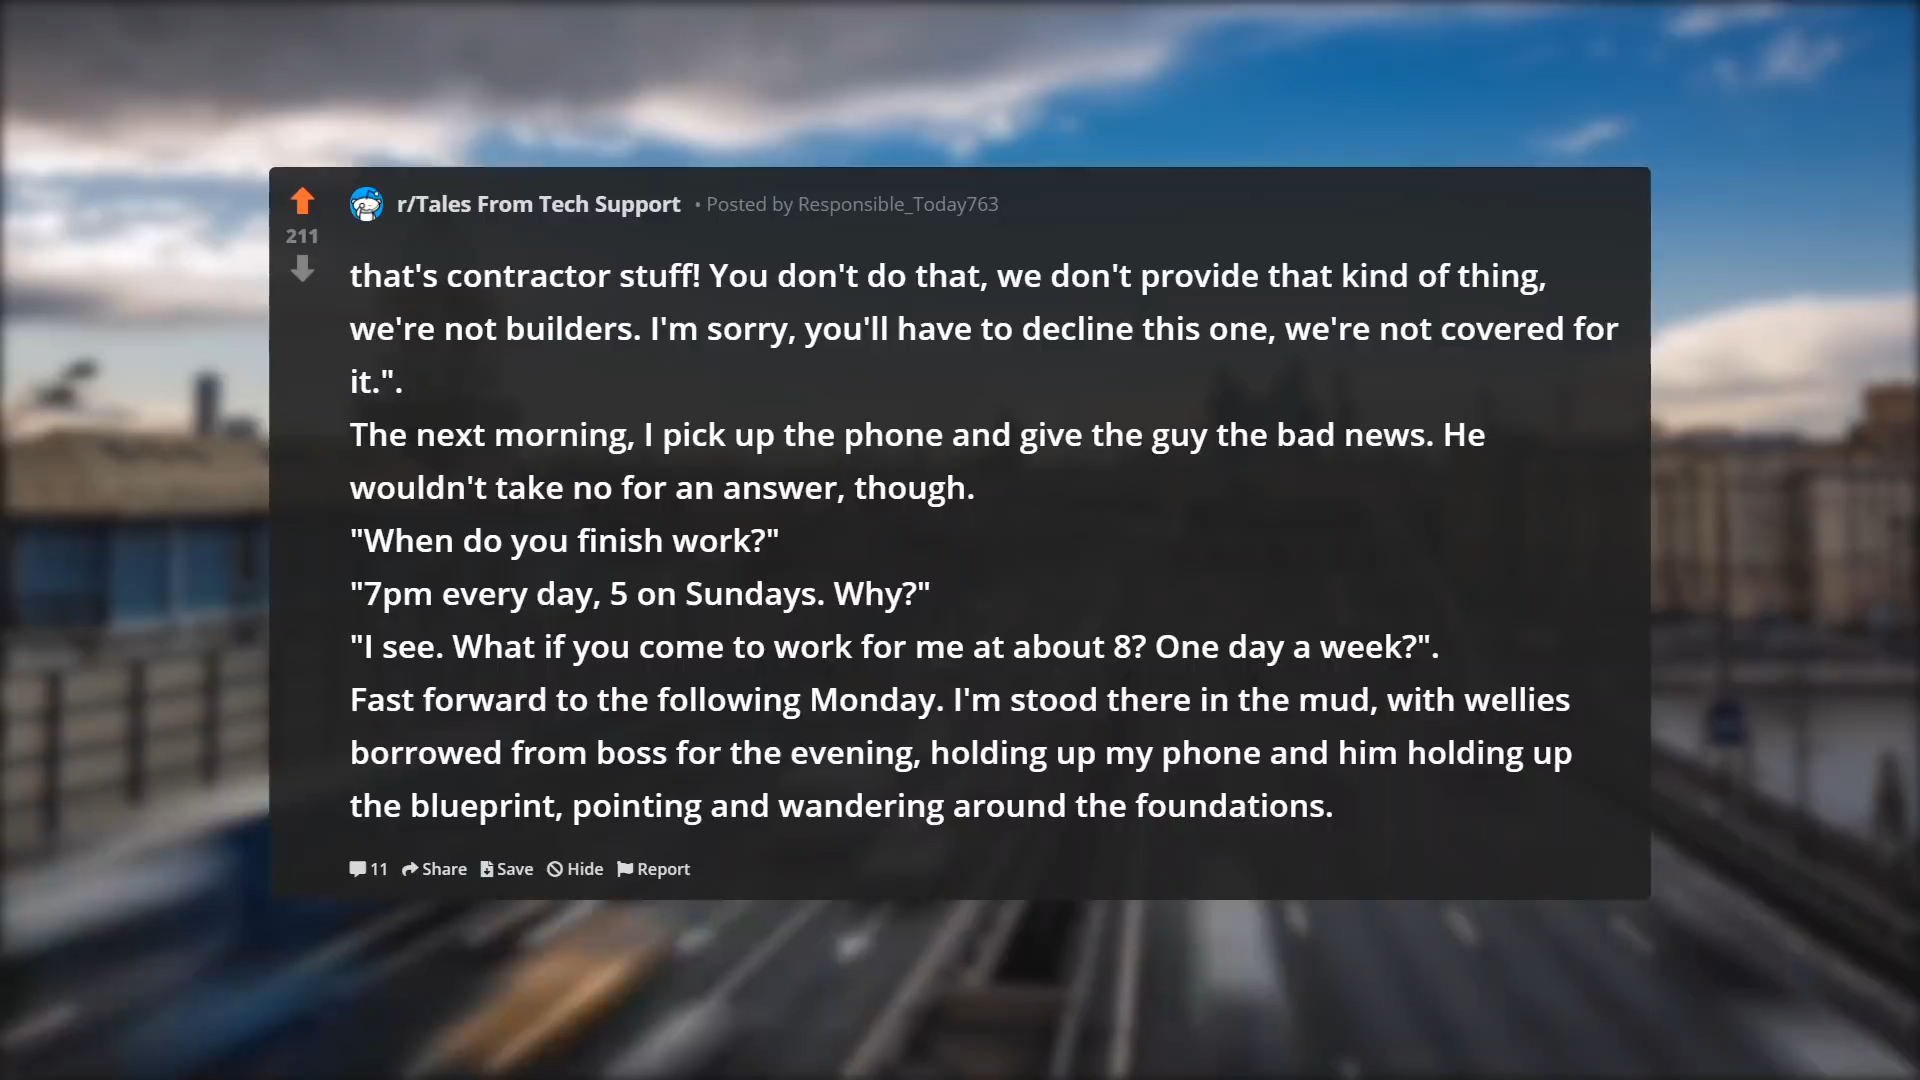 r/Tales From Tech Support • Posted by Responsible_Today763
211
that's contractor stuff! You don't do that, we don't provide that kind of thing,
we're not builders. I'm sorry, you'll have to decline this one, we're not covered for
it.".
The next morning, I pick up the phone and give the guy the bad news. He
wouldn't take no for an answer, though.
"When do you finish work?"
"7pm every day, 5 on Sundays. Why?"
"I see. What if you come to work for me at about 8? One day a week?".
Fast forward to the following Monday. I'm stood there in the mud, with wellies
borrowed from boss for the evening, holding up my phone and him holding up
the blueprint, pointing and wandering around the foundations.
11 Share Save Hide Report